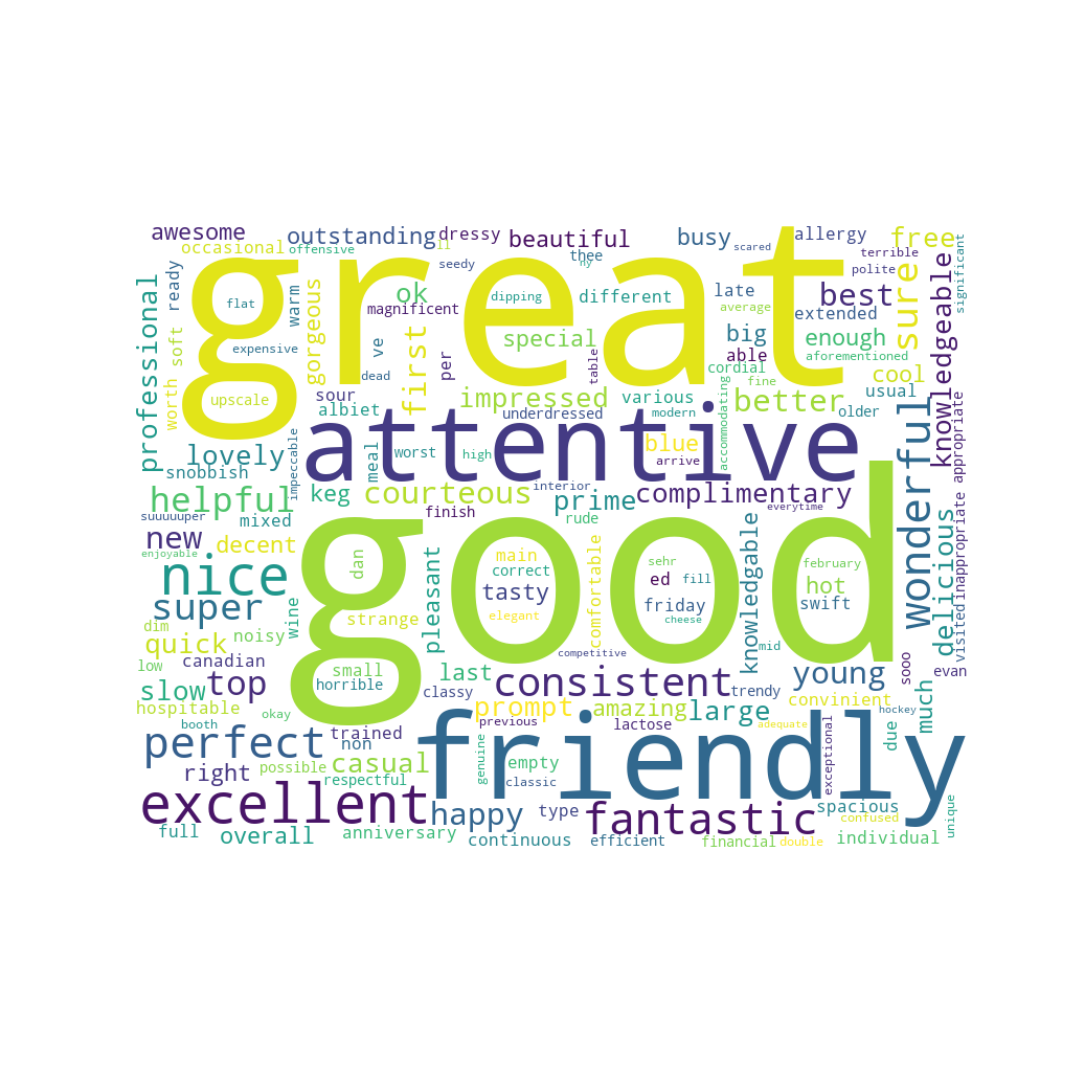 great
good
attentive
friendly
awesome
occasional
offensive
outstanding
ll
dressy
beautiful
thee
ny
busy
scared
allergy
terrible
free
polite
significant
seedy
ready
professional
soft
warm
gorgeous
flat
expensive
ve
ok
magnificent
dipping
different
late
best
sure
knowledgeable
average
extended
big
able
enough
aforementioned
special
first
per
dead
table
cordial
fine
cool
usual
worth
upscale
sour
albiet
impressed
various
underdressed
modern
accommodating
better
older
appropriate
lovely
snobbish
impeccable
meal
worst
high
blue
arrive
wonderful
helpful
keg
courteous
interior
prime
complimentary
everytime
suuuuuper
mixed
finish
rude
new
decent
enjoyable
nice
dan
pleasant
main
correct
tasty
elegant
comfortable
sehr
ed
fill
friday
cheese
knowledgable
february
hot
swift
delicious
inappropriate
super
wine
strange
dim
quick
noisy
competitive
mid
visited
low
canadian
small
horrible
last
classy
consistent
trendy
young
convinient
sooo
evan
slow
top
hospitable
okay
booth
prompt
previous
amazing
lactose
large
adequate
hockey
due
much
perfect
trained
non
right
possible
casual
respectful
genuine
empty
classic
exceptional
excellent
happy
type
fantastic
spacious
confused
unique
full
overall
anniversary
continuous
efficient
financial
double
individual